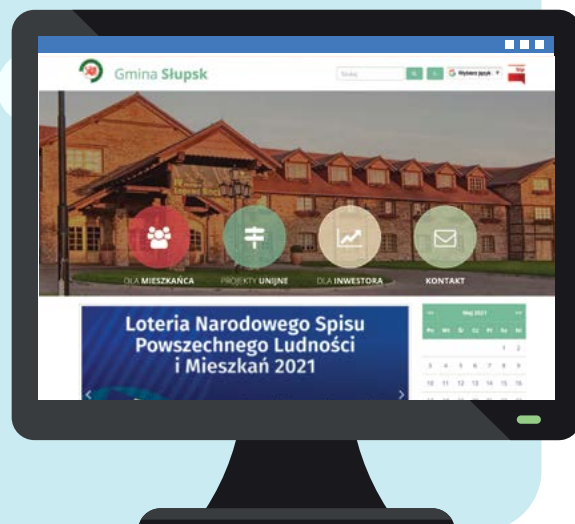 Gmina Słupsk
Szukaj
Wybierz język
DLA MIESZKAŃCA
PROJEKTY UNIJNE
DLA INWESTORA
KONTAKT
Loteria Narodowego Spisu
Powszechnego Ludności
i Mieszkań 2021
Maj 2021
Pn Wt Śr Cz Pt So Ni
1 2
3 4 5 6 7 8 9
10 11 12 13 14 15 16